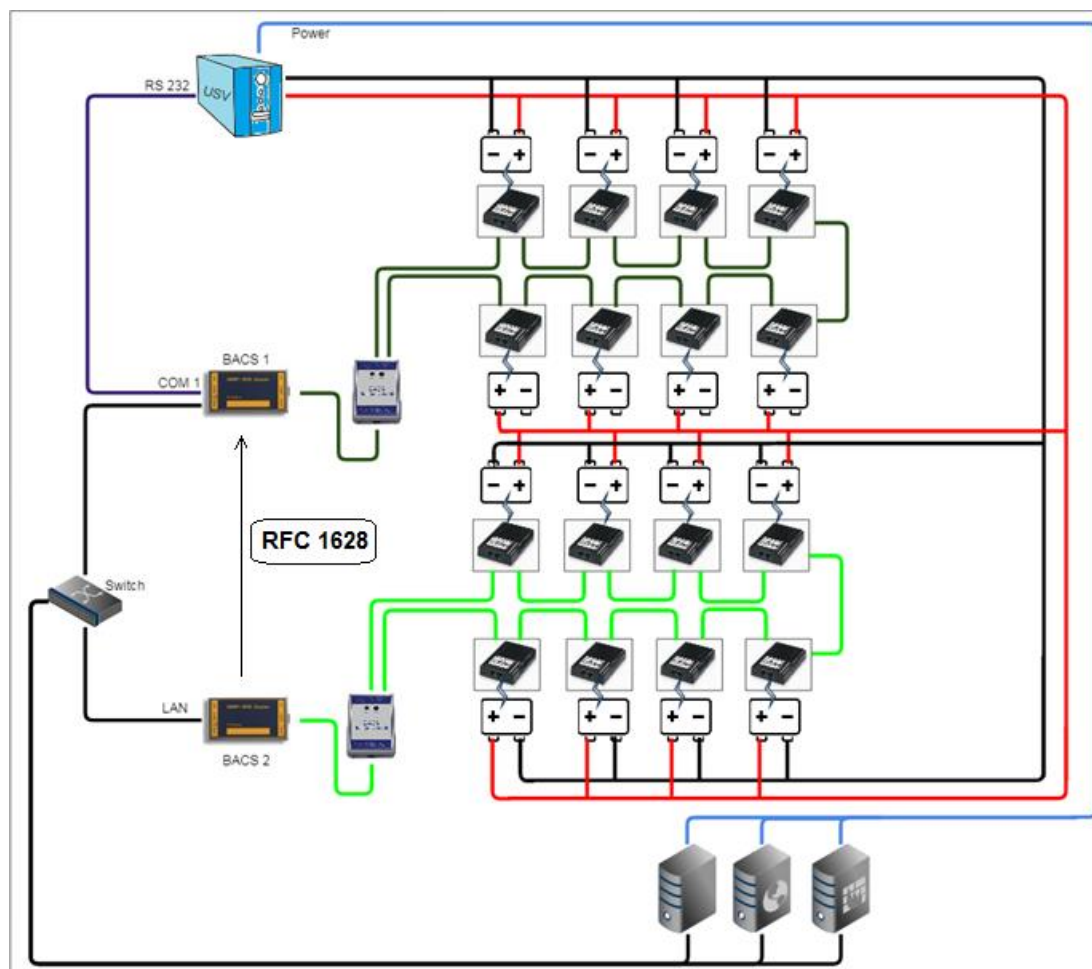 Power
RS 232
USV
BACS 1
COM 1
RFC 1628
Switch
LAN
BACS 2
- +
- +
- +
- +
+ -
+ -
+ -
+ -
- +
- +
- +
- +
+ -
+ -
+ -
+ -